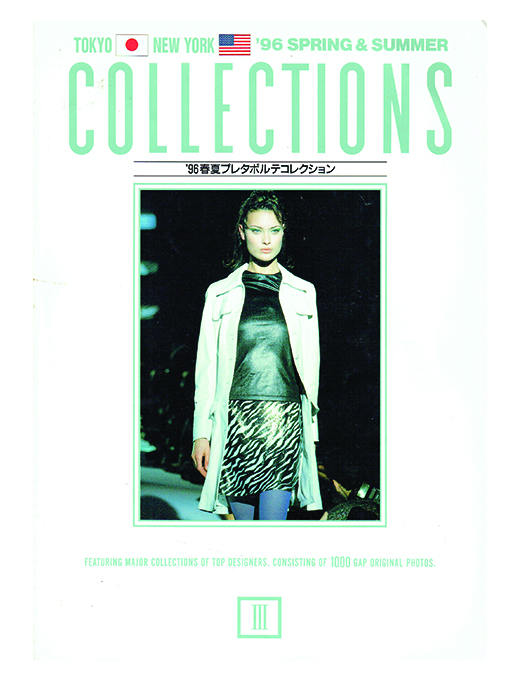 TOKYO NEW YORK '96 SPRING & SUMMER
COLLECTIONS
'96春夏プレタポルテコレクション
FEATURING MAJOR COLLECTIONS OF TOP DESIGNERS. CONSISTING OF 1000 GAP ORIGINAL PHOTOS.
III